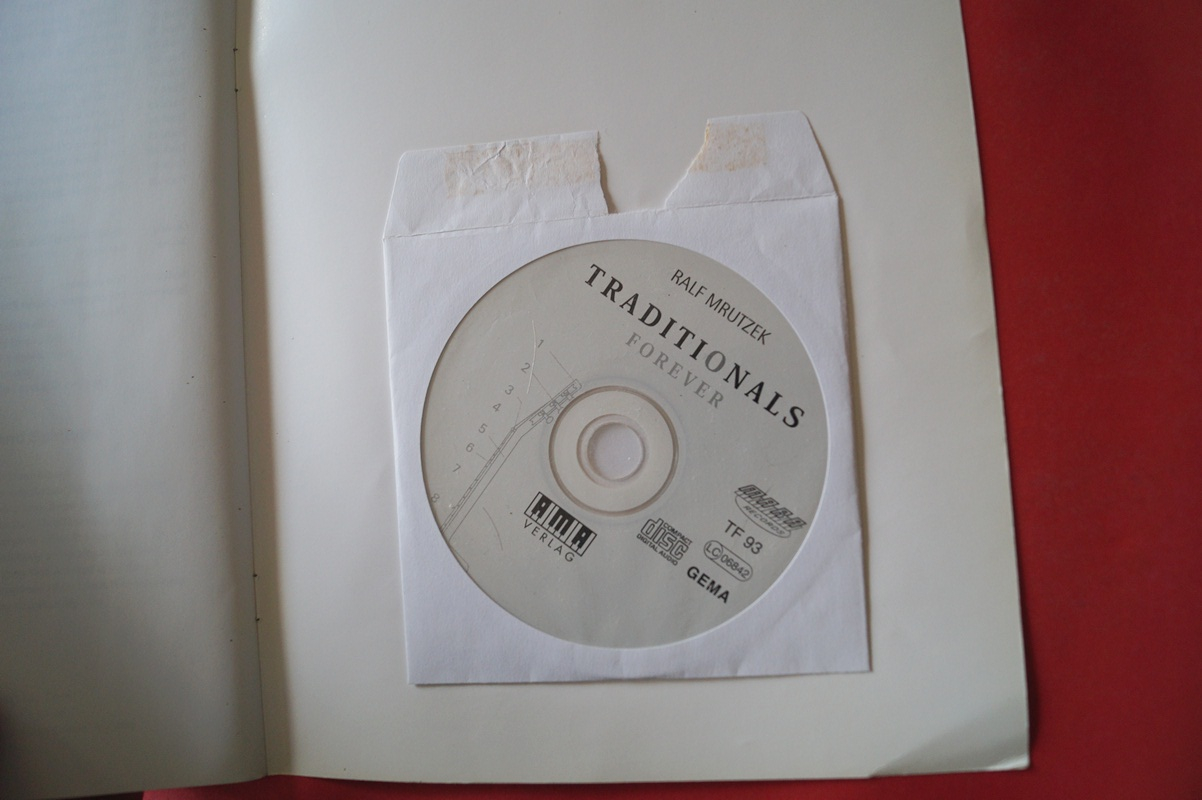 RALF MRUTZEK
TRADITIONALS
FOREVER
1
2
3
4
5
6
7
8
AMA
VERLAG
COMPACT
disc
DIGITAL AUDIO
RECORDS
TF 93
LC 06842
GEMA